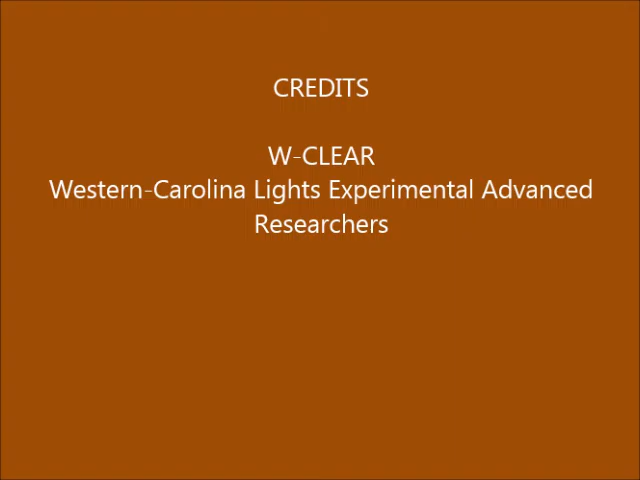 CREDITS
W-CLEAR
Western-Carolina Lights Experimental Advanced
Researchers